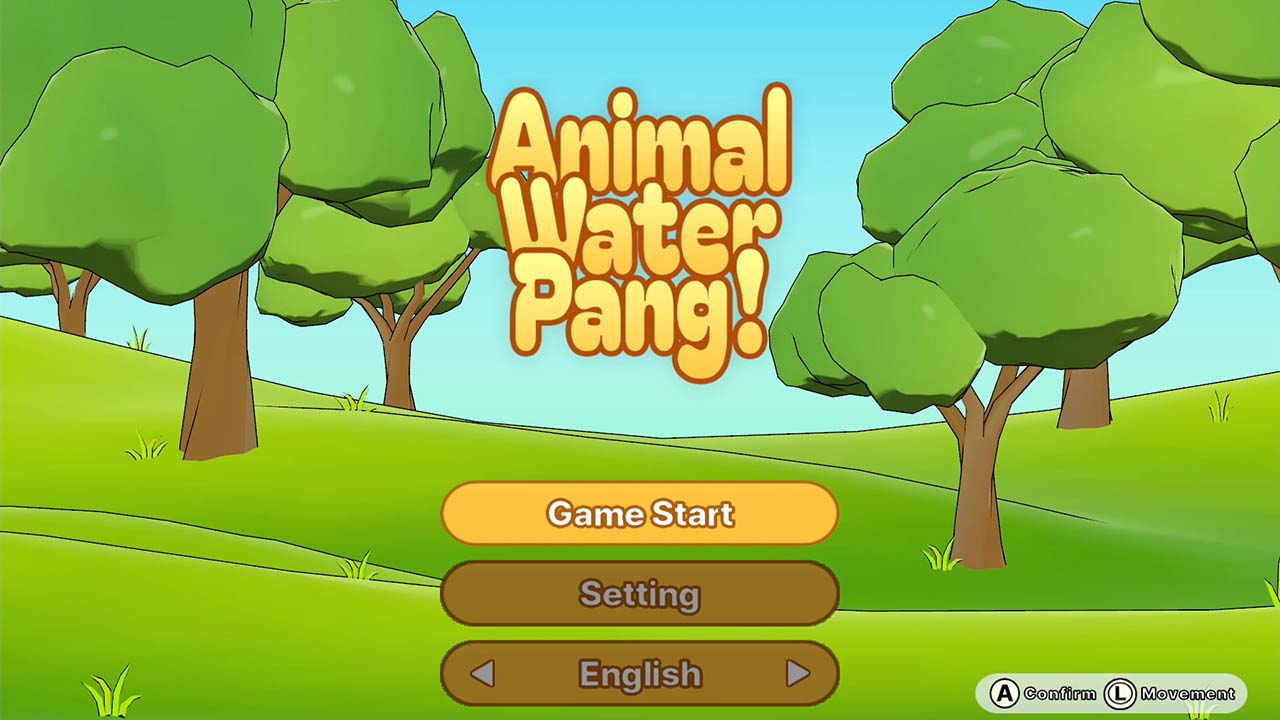 Animal
Water
Pang!
Game Start
Setting
English
A Confirm L Movement